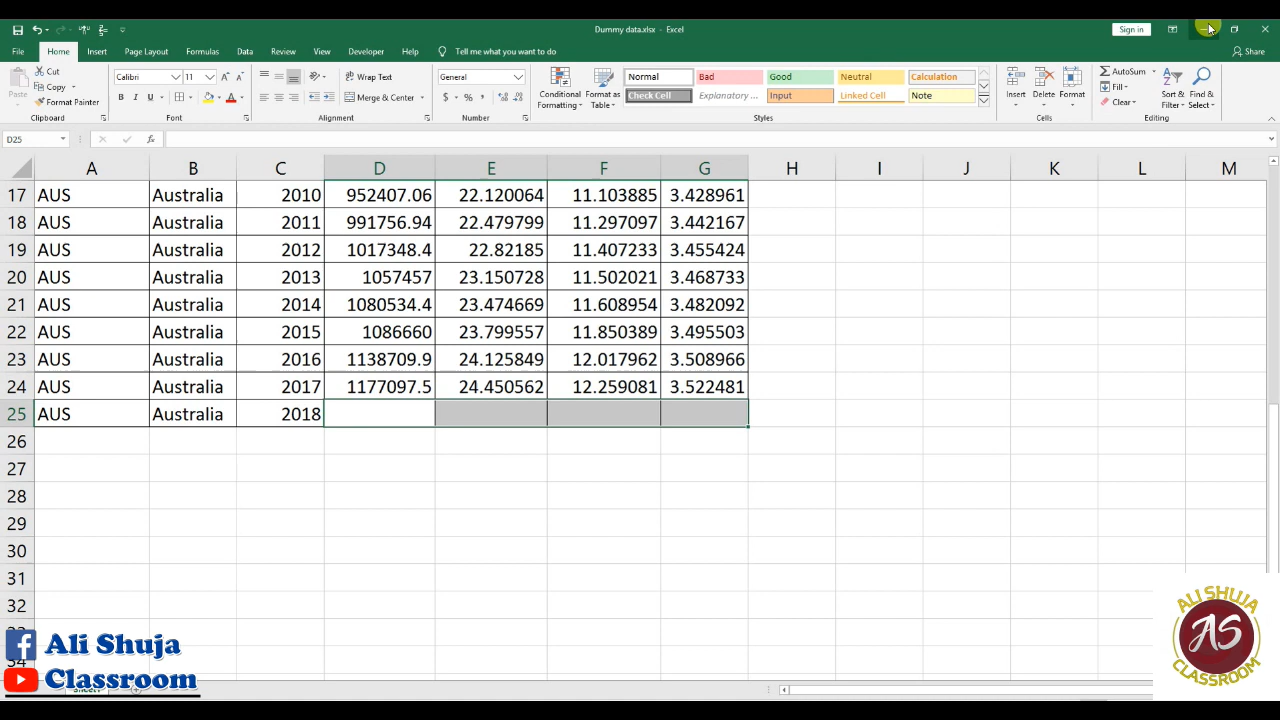 Dummy data.xlsx - Excel
Sign in
File Home Insert Page Layout Formulas Data Review View Developer Help Tell me what you want to do Share
Paste Cut Copy Format Painter Clipboard
Calibri 11 B I U Font
Wrap Text Merge & Center Alignment
General $ % , Number
Conditional Formatting Format as Table
Normal Bad Good Neutral Calculation
Check Cell Explanatory ... Input Linked Cell Note
Styles
Insert Delete Format Cells
AutoSum Fill Clear Sort & Filter Find & Select Editing
D25 fx
A B C D E F G H I J K L M
17 AUS Australia 2010 952407.06 22.120064 11.103885 3.428961
18 AUS Australia 2011 991756.94 22.479799 11.297097 3.442167
19 AUS Australia 2012 1017348.4 22.82185 11.407233 3.455424
20 AUS Australia 2013 1057457 23.150728 11.502021 3.468733
21 AUS Australia 2014 1080534.4 23.474669 11.608954 3.482092
22 AUS Australia 2015 1086660 23.799557 11.850389 3.495503
23 AUS Australia 2016 1138709.9 24.125849 12.017962 3.508966
24 AUS Australia 2017 1177097.5 24.450562 12.259081 3.522481
25 AUS Australia 2018
26
27
28
29
30
31
32
33
34
Ali Shuja
Classroom
ALI SHUJA
AS
CLASSROOM